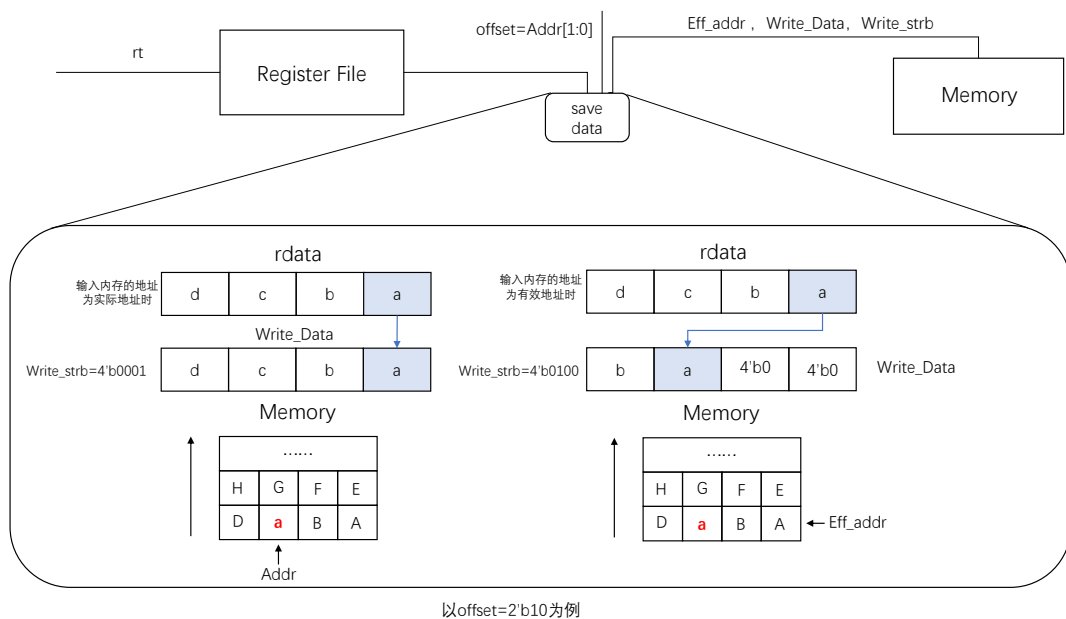 offset=Addr[1:0]
Eff_addr ，Write_Data，Write_strb
rt
Register File
save
data
Memory
rdata
输入内存的地址
为实际地址时
d c b a
Write_Data
Write_strb=4'b0001
d c b a
Memory
……
H G F E
D a B A
Addr
rdata
输入内存的地址
为有效地址时
d c b a
Write_strb=4'b0100
b a 4'b0 4'b0
Write_Data
Memory
……
H G F E
D a B A
Eff_addr
以offset=2'b10为例